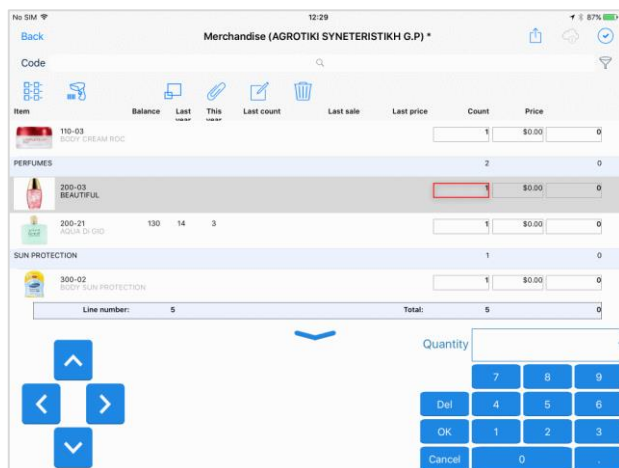 No SIM 12:29 87%
Back Merchandise (AGROTIKI SYNETERISTIKH G.P) *
Code
Item Balance Last year This year Last count Last sale Last price Count Price
110-03 1 $0.00 0
BODY CREAM ROC
PERFUMES 2 0
200-03 1 $0.00 0
BEAUTIFUL
200-21 130 14 3 1 $0.00 0
AQUA DI GIO
SUN PROTECTION 1 0
300-02 1 $0.00 0
BODY SUN PROTECTION
Line number: 5 Total: 5 0
Quantity
7 8 9
Del 4 5 6
OK 1 2 3
Cancel 0 .